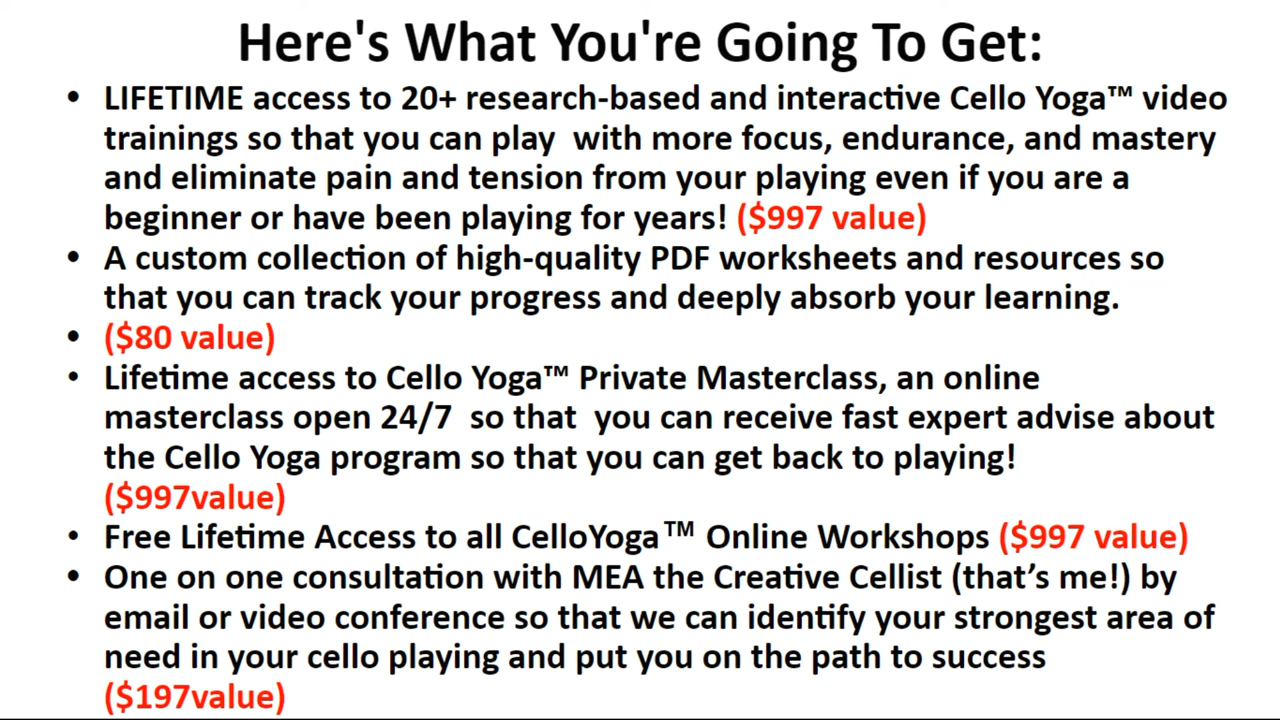 Here's What You're Going To Get:
• LIFETIME access to 20+ research-based and interactive Cello Yoga™ video
trainings so that you can play  with more focus, endurance, and mastery
and eliminate pain and tension from your playing even if you are a
beginner or have been playing for years! ($997 value)
• A custom collection of high-quality PDF worksheets and resources so
that you can track your progress and deeply absorb your learning.
• ($80 value)
• Lifetime access to Cello Yoga™ Private Masterclass, an online
masterclass open 24/7  so that  you can receive fast expert advise about
the Cello Yoga program so that you can get back to playing!
($997value)
• Free Lifetime Access to all CelloYoga™ Online Workshops ($997 value)
• One on one consultation with MEA the Creative Cellist (that’s me!) by
email or video conference so that we can identify your strongest area of
need in your cello playing and put you on the path to success
($197value)